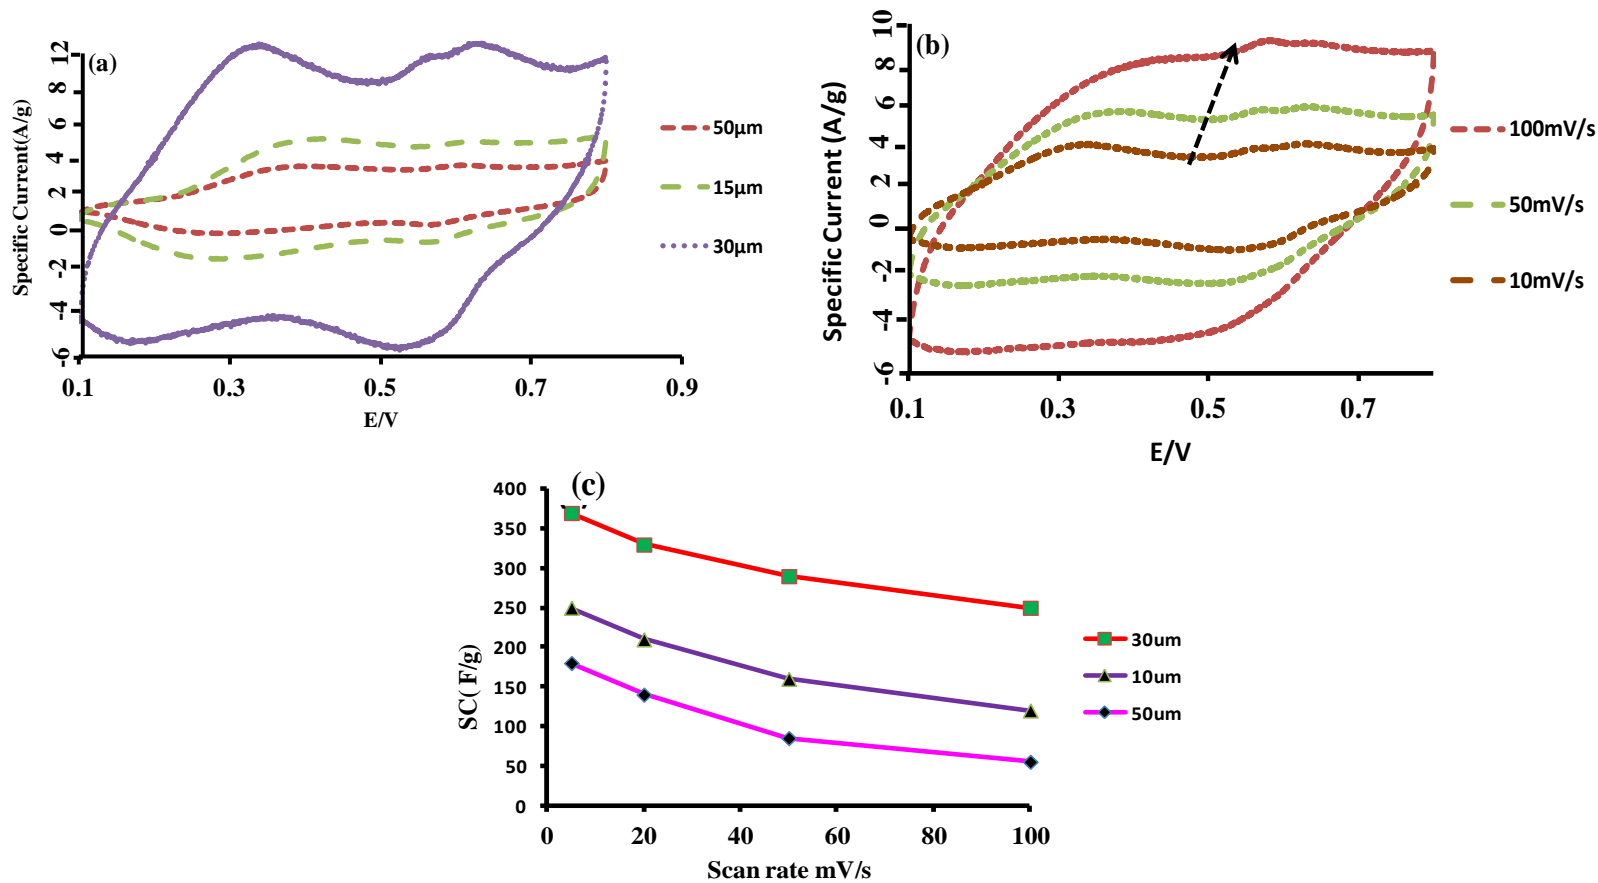 (a)
Specific Current(A/g)
12
10
8
6
4
2
0
-2
-4
-6
0.1 0.3 0.5 0.7 0.9
E/V
50µm
15µm
30µm
(b)
Specific Current (A/g)
10
8
6
4
2
0
-2
-4
-6
0.1 0.3 0.5 0.7
E/V
100mV/s
50mV/s
10mV/s
(c)
SC( F/g)
400
350
300
250
200
150
100
50
0
0 20 40 60 80 100
Scan rate mV/s
30um
10um
50um